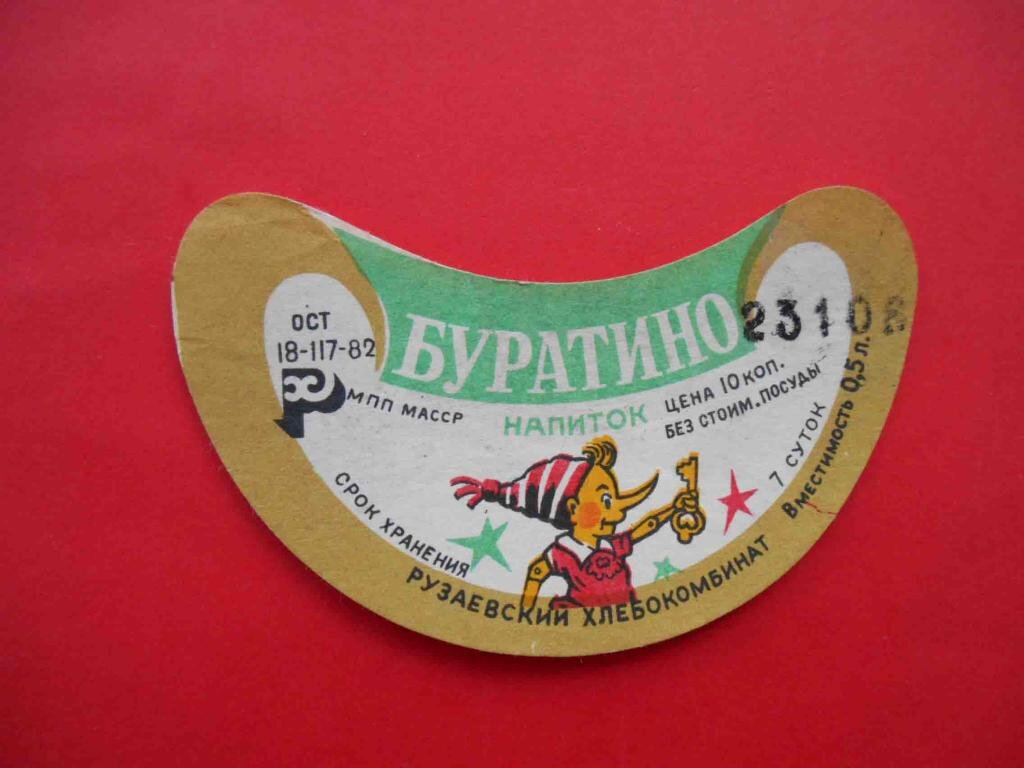 ОСТ
18-117-82
МПП МАССР
БУРАТИНО
НАПИТОК
ЦЕНА 10 КОП.
БЕЗ СТОИМ. ПОСУДЫ
23108
СРОК ХРАНЕНИЯ
7 СУТОК
РУЗАЕВСКИЙ ХЛЕБОКОМБИНАТ
Вместимость 0,5 л.